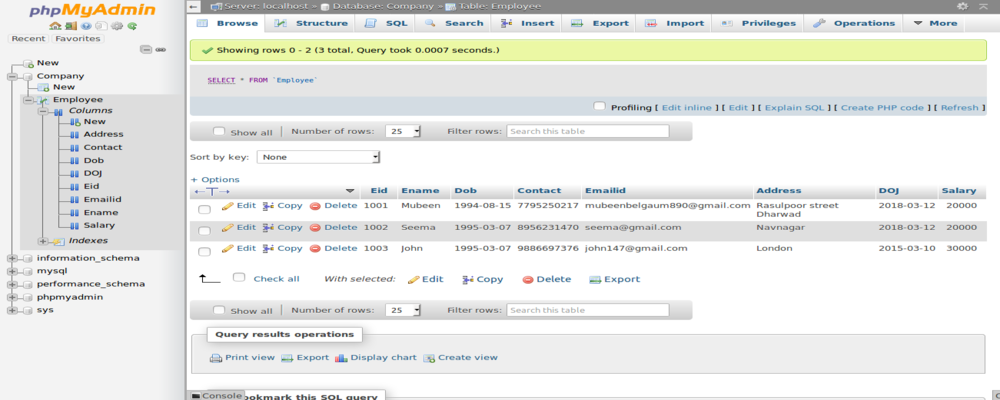 phpMyAdmin
Recent Favorites
New
Company
New
Employee
Columns
New
Address
Contact
Dob
DOJ
Eid
Emailid
Ename
Salary
Indexes
information_schema
mysql
performance_schema
phpmyadmin
sys
Server: localhost » Database: Company » Table: Employee
Browse Structure SQL Search Insert Export Import Privileges Operations More
Showing rows 0 - 2 (3 total, Query took 0.0007 seconds.)
SELECT * FROM `Employee`
Profiling [ Edit inline ] [ Edit ] [ Explain SQL ] [ Create PHP code ] [ Refresh ]
Show all | Number of rows: 25 Filter rows: Search this table
Sort by key: None
+ Options
Eid Ename Dob Contact Emailid Address DOJ Salary
Edit Copy Delete 1001 Mubeen 1994-08-15 7795250217 mubeenbelgaum890@gmail.com Rasulpoor street 2018-03-12 20000
Dharwad
Edit Copy Delete 1002 Seema 1995-03-07 8956231470 seema@gmail.com Navnagar 2018-03-12 20000
Edit Copy Delete 1003 John 1995-03-07 9886697376 john147@gmail.com London 2015-03-10 30000
Check all With selected: Edit Copy Delete Export
Show all | Number of rows: 25 Filter rows: Search this table
Query results operations
Print view Export Display chart Create view
Console
ookmark this SQL query